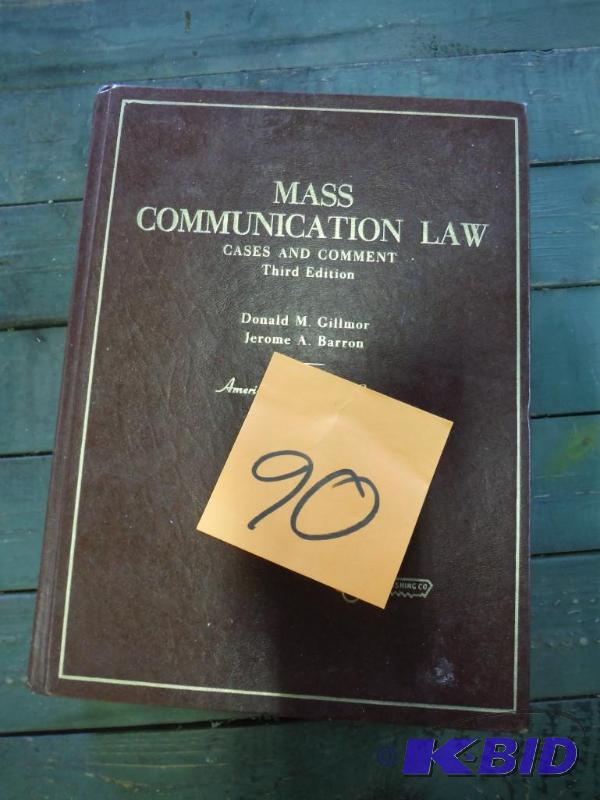 MASS
COMMUNICATION LAW
CASES AND COMMENT
Third Edition
Donald M. Gillmor
Jerome A. Barron
90
K-BID